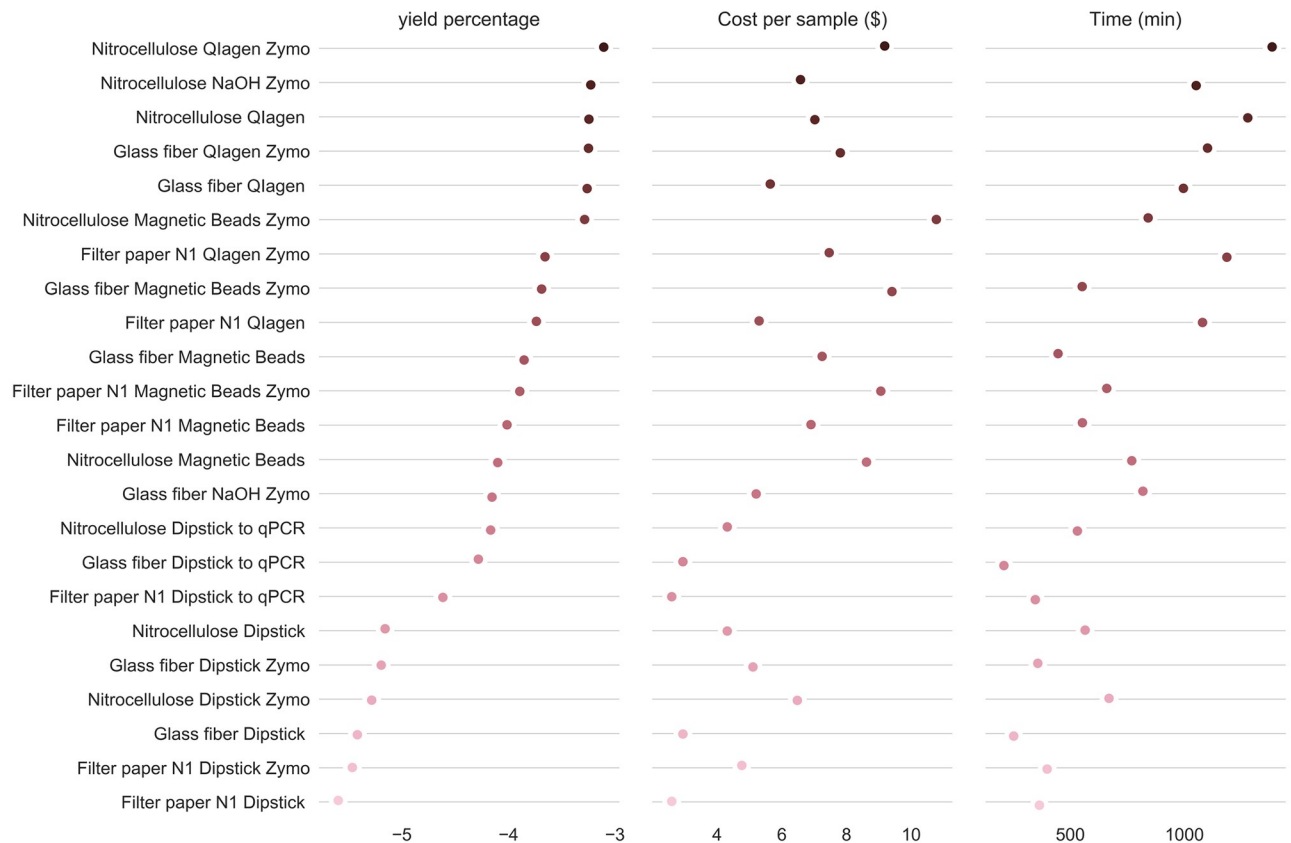 yield percentage Cost per sample ($) Time (min)
Nitrocellulose QIagen Zymo
Nitrocellulose NaOH Zymo
Nitrocellulose QIagen
Glass fiber QIagen Zymo
Glass fiber QIagen
Nitrocellulose Magnetic Beads Zymo
Filter paper N1 QIagen Zymo
Glass fiber Magnetic Beads Zymo
Filter paper N1 QIagen
Glass fiber Magnetic Beads
Filter paper N1 Magnetic Beads Zymo
Filter paper N1 Magnetic Beads
Nitrocellulose Magnetic Beads
Glass fiber NaOH Zymo
Nitrocellulose Dipstick to qPCR
Glass fiber Dipstick to qPCR
Filter paper N1 Dipstick to qPCR
Nitrocellulose Dipstick
Glass fiber Dipstick Zymo
Nitrocellulose Dipstick Zymo
Glass fiber Dipstick
Filter paper N1 Dipstick Zymo
Filter paper N1 Dipstick
−5 −4 −3 4 6 8 10 500 1000